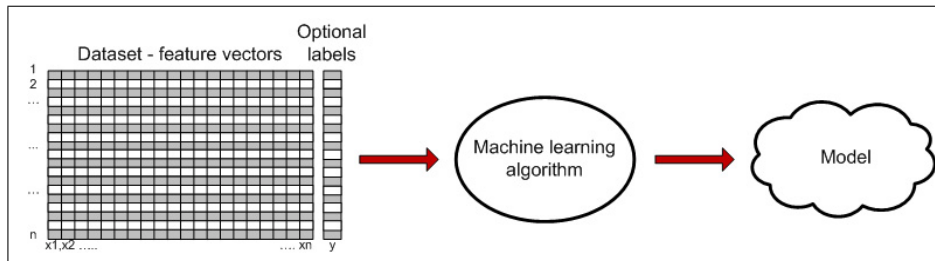 Dataset - feature vectors
Optional
labels
1
2
...
...
...
n
x1,x2 .....
.... xn
y
Machine learning
algorithm
Model